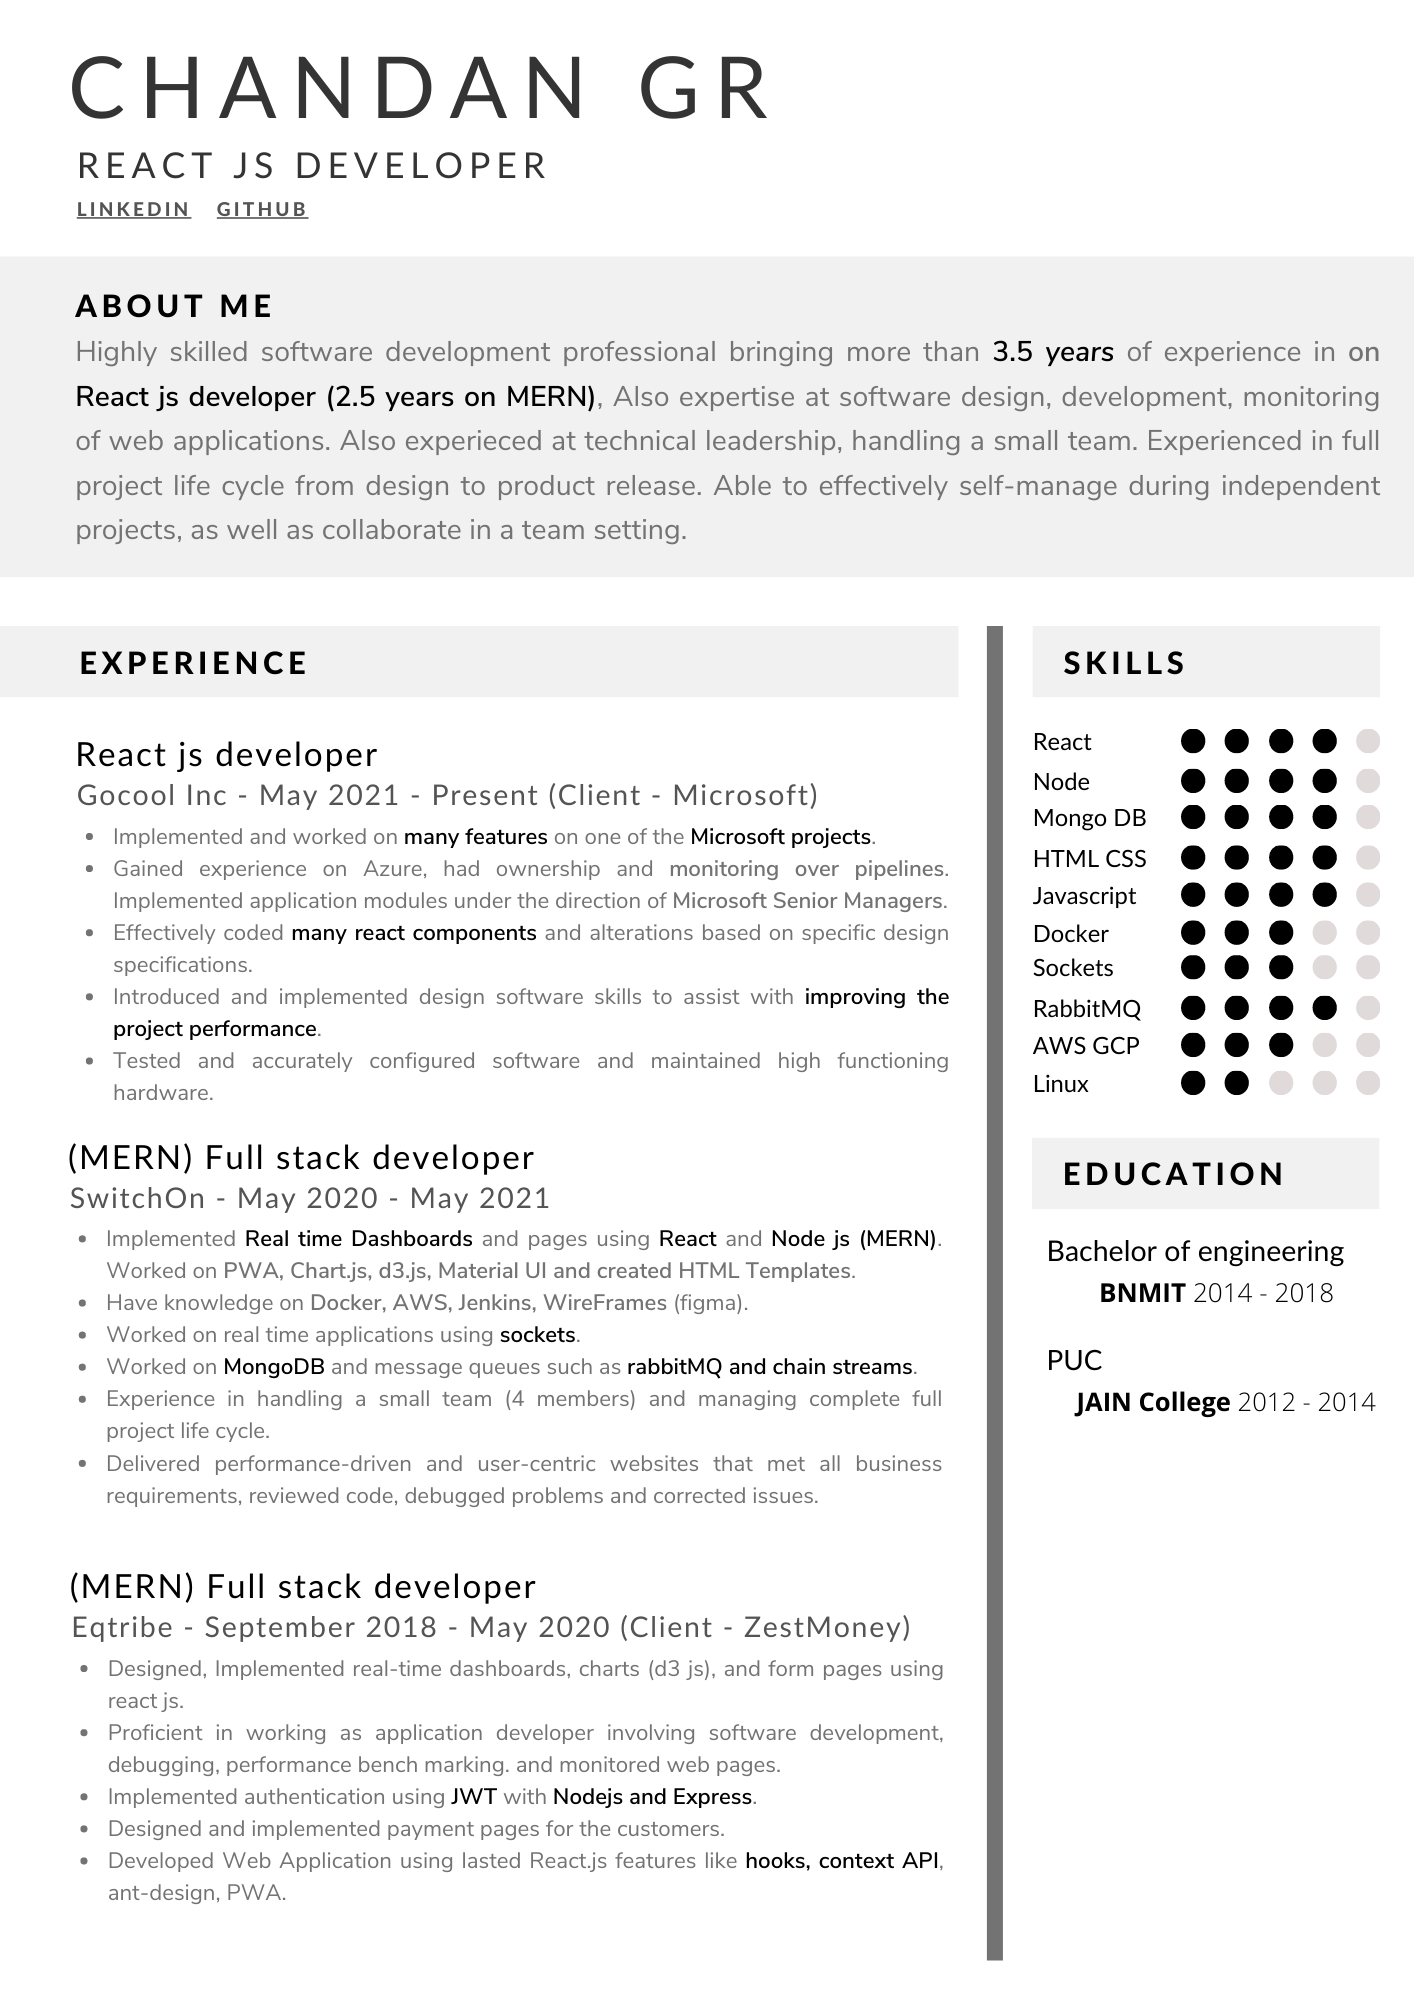 CHANDAN GR
REACT JS DEVELOPER
LINKEDIN GITHUB
ABOUT ME
Highly skilled software development professional bringing more than 3.5 years of experience in on
React js developer (2.5 years on MERN), Also expertise at software design, development, monitoring
of web applications. Also experieced at technical leadership, handling a small team. Experienced in full
project life cycle from design to product release. Able to effectively self-manage during independent
projects, as well as collaborate in a team setting.
EXPERIENCE
React js developer
Gocool Inc - May 2021 - Present (Client - Microsoft)
• Implemented and worked on many features on one of the Microsoft projects.
• Gained experience on Azure, had ownership and monitoring over pipelines.
Implemented application modules under the direction of Microsoft Senior Managers.
• Effectively coded many react components and alterations based on specific design
specifications.
• Introduced and implemented design software skills to assist with improving the
project performance.
• Tested and accurately configured software and maintained high functioning
hardware.
(MERN) Full stack developer
SwitchOn - May 2020 - May 2021
• Implemented Real time Dashboards and pages using React and Node js (MERN).
Worked on PWA, Chart.js, d3.js, Material UI and created HTML Templates.
• Have knowledge on Docker, AWS, Jenkins, WireFrames (figma).
• Worked on real time applications using sockets.
• Worked on MongoDB and message queues such as rabbitMQ and chain streams.
• Experience in handling a small team (4 members) and managing complete full
project life cycle.
• Delivered performance-driven and user-centric websites that met all business
requirements, reviewed code, debugged problems and corrected issues.
(MERN) Full stack developer
Eqtribe - September 2018 - May 2020 (Client - ZestMoney)
• Designed, Implemented real-time dashboards, charts (d3 js), and form pages using
react js.
• Proficient in working as application developer involving software development,
debugging, performance bench marking. and monitored web pages.
• Implemented authentication using JWT with Nodejs and Express.
• Designed and implemented payment pages for the customers.
• Developed Web Application using lasted React.js features like hooks, context API,
ant-design, PWA.
SKILLS
React
Node
Mongo DB
HTML CSS
Javascript
Docker
Sockets
RabbitMQ
AWS GCP
Linux
EDUCATION
Bachelor of engineering
BNMIT 2014 - 2018
PUC
JAIN College 2012 - 2014